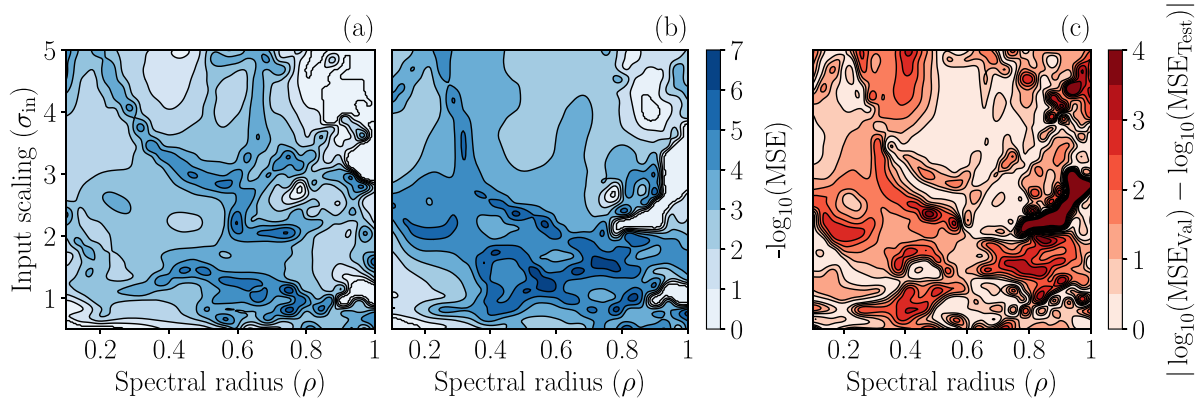 (a)
(b)
(c)
5
4
3
2
1
Input scaling (σin)
0.2 0.4 0.6 0.8 1
Spectral radius (ρ)
0.2 0.4 0.6 0.8 1
Spectral radius (ρ)
7
6
5
4
3
2
1
0
-log10(MSE)
0.2 0.4 0.6 0.8 1
Spectral radius (ρ)
4
3
2
1
0
| log10(MSEVal) − log10(MSETest)|